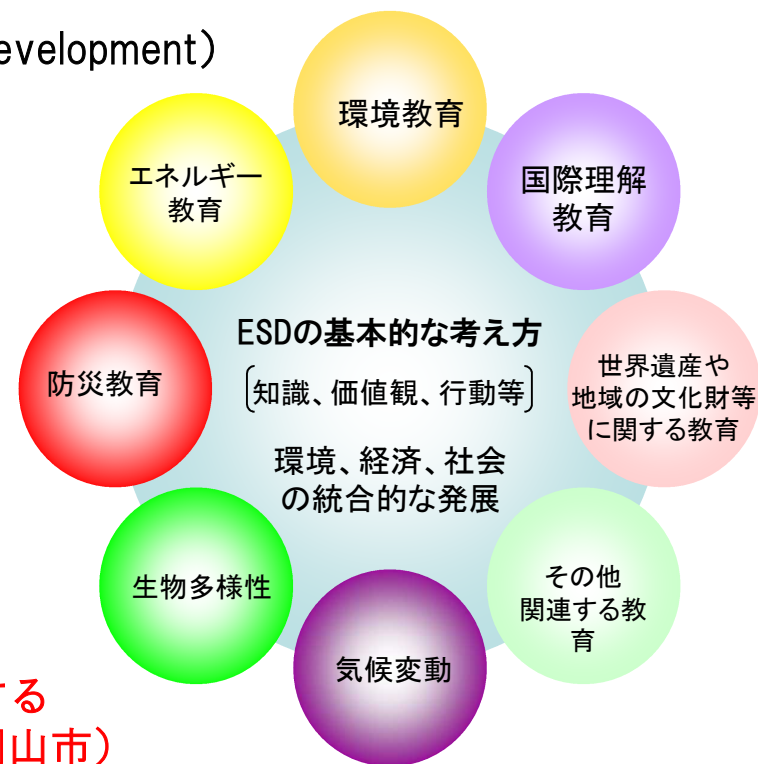 evelopment）
環境教育
エネルギー
教育
国際理解
教育
ESDの基本的な考え方
防災教育
世界遺産や
地域の文化財等
に関する教育
〔知識、価値観、行動等〕
環境、経済、社会
の統合的な発展
生物多様性
その他
関連する教
育
気候変動
する
山市）